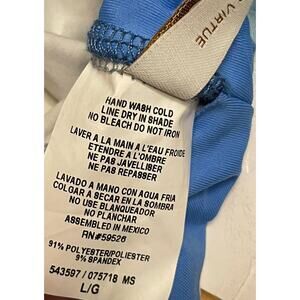 VIRTUE
HAND WASH COLD
LINE DRY IN SHADE
NO BLEACH DO NOT IRON
LAVER A LA MAIN A L'EAU FROIDE
ETENDRE A L'OMBRE
NE PAS JAVELLISER
NE PAS REPASSER
LAVADO A MANO CON AGUA FRIA
COLGAR A SECAR EN LA SOMBRA
NO USE BLANQUEADOR
NO PLANCHAR
ASSEMBLED IN MEXICO
RN#59526
91% POLYESTER/POLIESTER
9% SPANDEX
543597 / 075718 MS
L/G